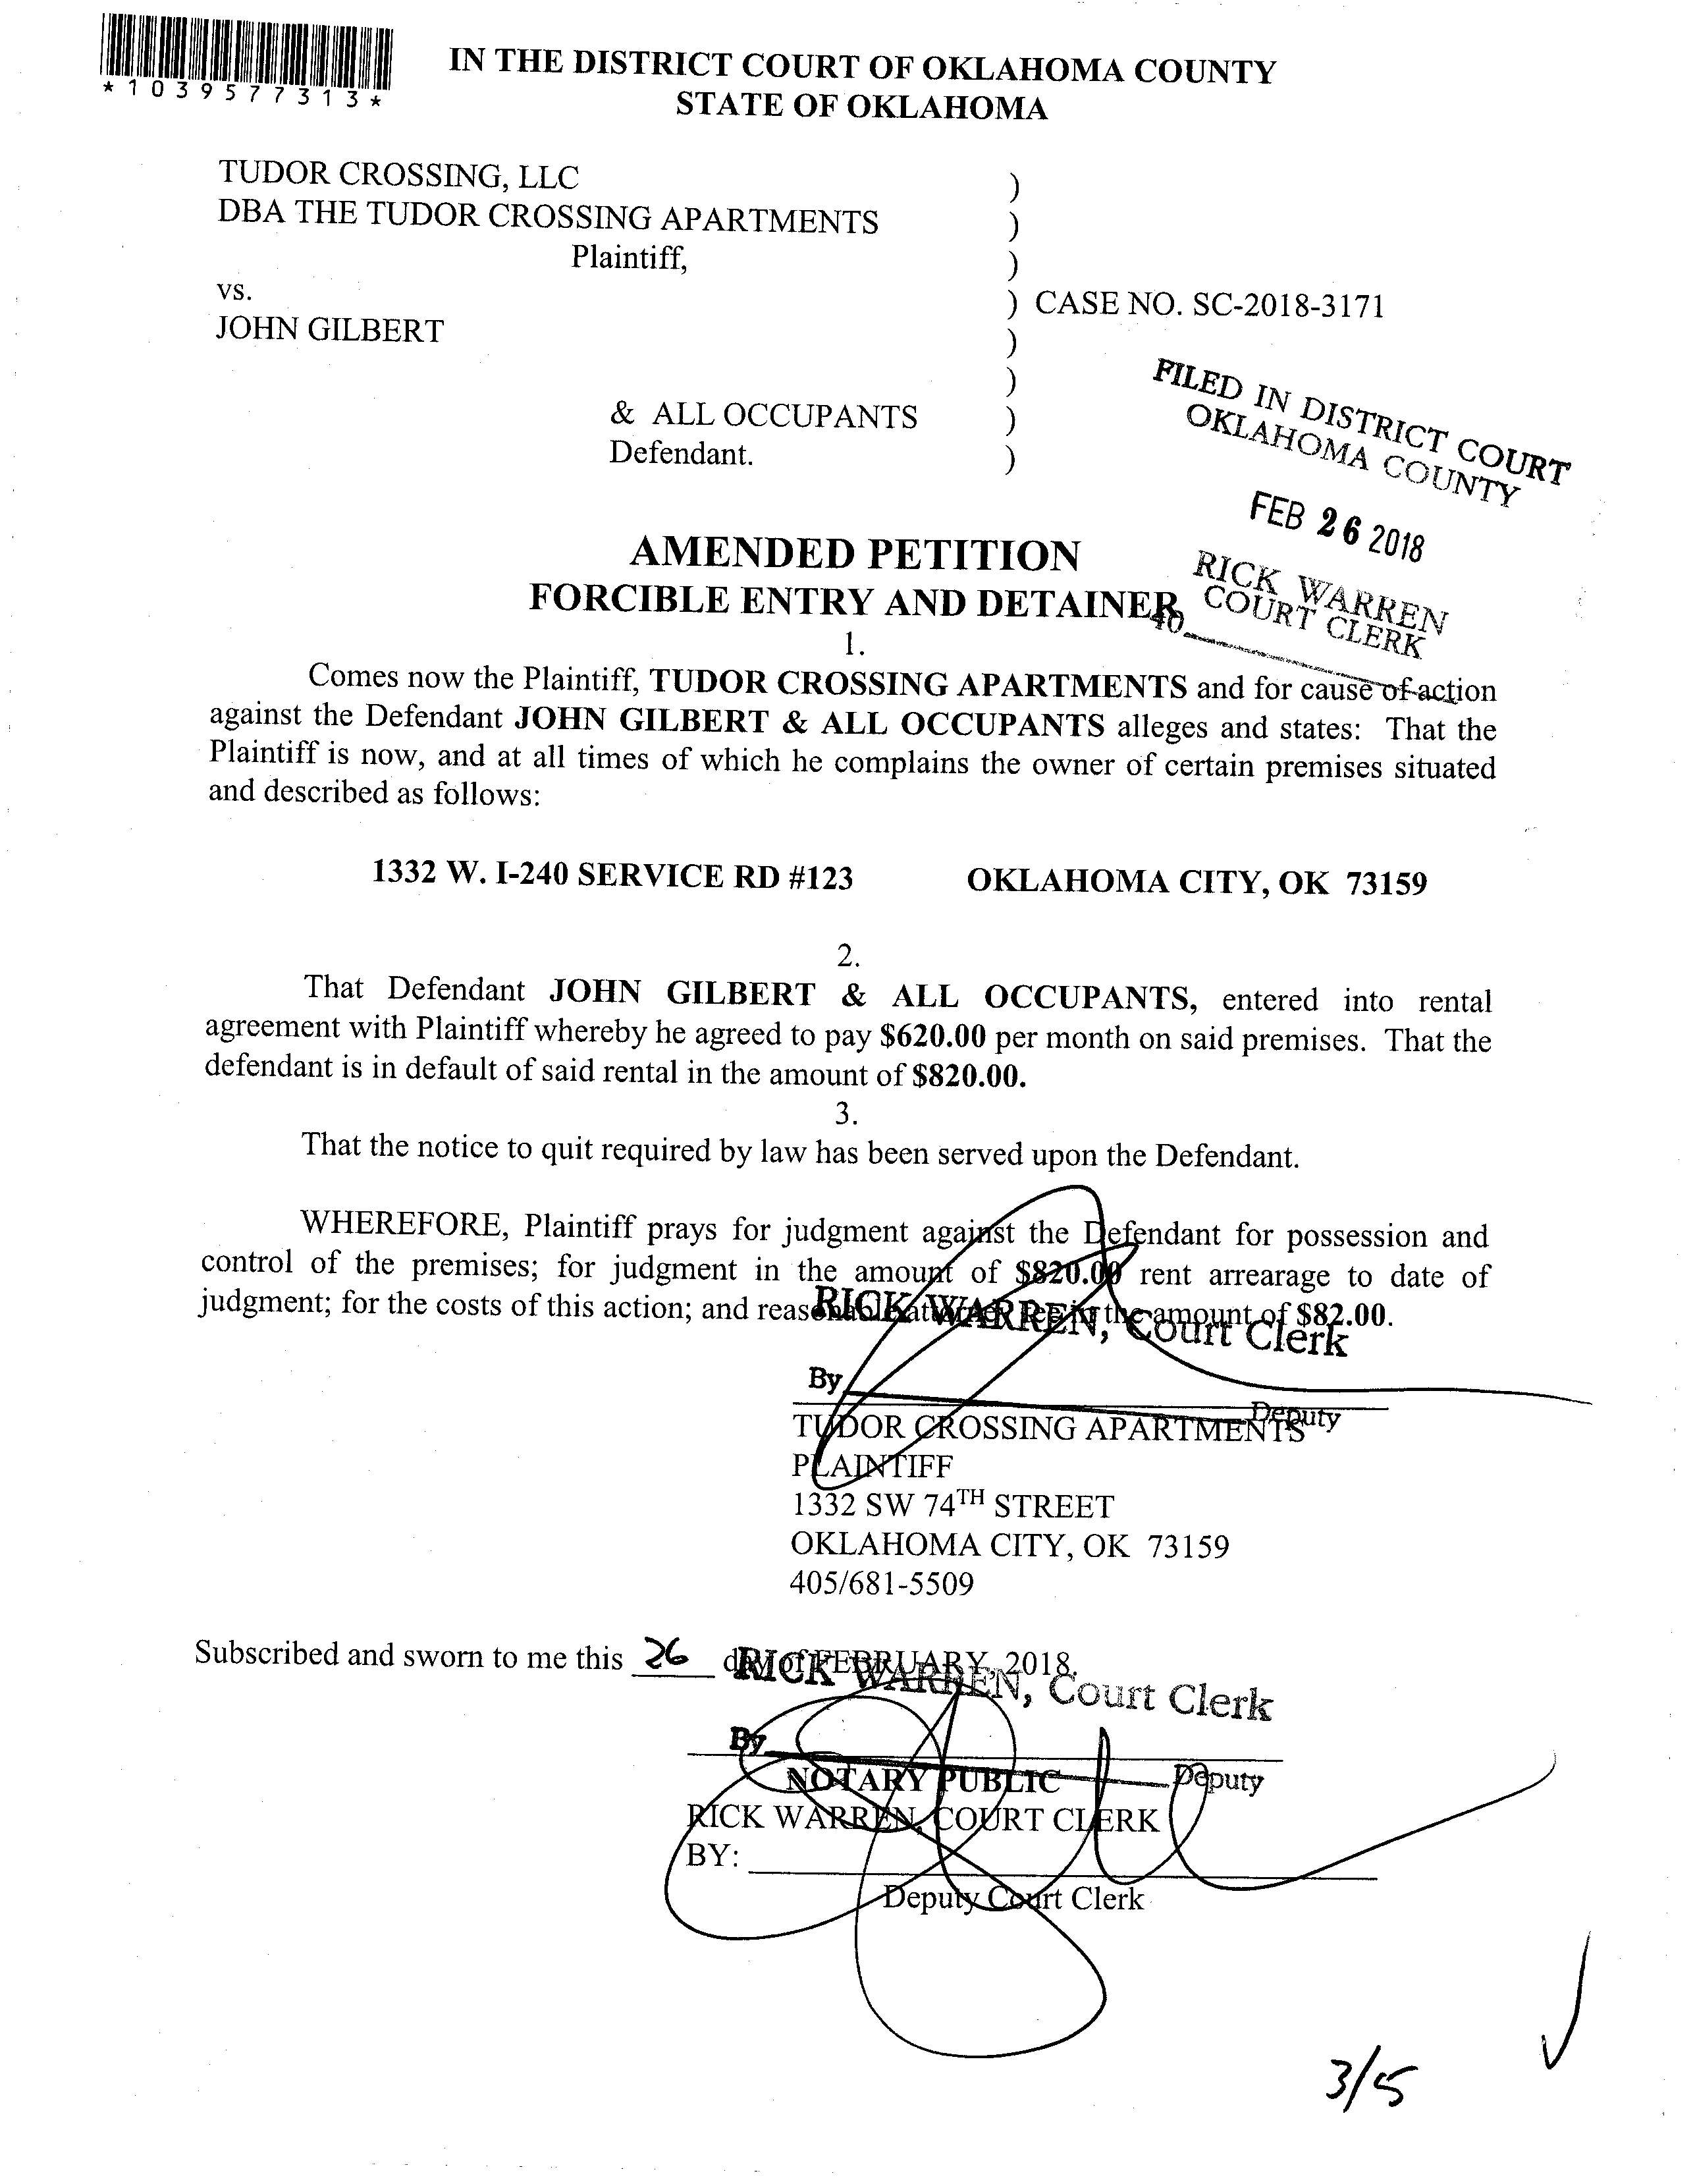 *1039577313*
IN THE DISTRICT COURT OF OKLAHOMA COUNTY
STATE OF OKLAHOMA
TUDOR CROSSING, LLC )
DBA THE TUDOR CROSSING APARTMENTS )
Plaintiff, )
vs. ) CASE NO. SC-2018-3171
JOHN GILBERT )
)
& ALL OCCUPANTS )
Defendant. )
FILED IN DISTRICT COURT
OKLAHOMA COUNTY
FEB 26 2018
RICK WARREN
COURT CLERK
40
AMENDED PETITION
FORCIBLE ENTRY AND DETAINER
1.
Comes now the Plaintiff, TUDOR CROSSING APARTMENTS and for cause of action
against the Defendant JOHN GILBERT & ALL OCCUPANTS alleges and states: That the
Plaintiff is now, and at all times of which he complains the owner of certain premises situated
and described as follows:
1332 W. I-240 SERVICE RD #123 OKLAHOMA CITY, OK 73159
2.
That Defendant JOHN GILBERT & ALL OCCUPANTS, entered into rental
agreement with Plaintiff whereby he agreed to pay $620.00 per month on said premises. That the
defendant is in default of said rental in the amount of $820.00.
3.
That the notice to quit required by law has been served upon the Defendant.
WHEREFORE, Plaintiff prays for judgment against the Defendant for possession and
control of the premises; for judgment in the amount of $820.00 rent arrearage to date of
judgment; for the costs of this action; and reasonable attorney fee in the amount of $82.00.
RICK WARREN, Court Clerk
By
Deputy
TUDOR CROSSING APARTMENTS
PLAINTIFF
1332 SW 74TH STREET
OKLAHOMA CITY, OK 73159
405/681-5509
Subscribed and sworn to me this 26 day of FEBRUARY, 2018.
RICK WARREN, Court Clerk
By
Deputy
NOTARY PUBLIC
RICK WARREN, COURT CLERK
BY:
Deputy Court Clerk
3/15